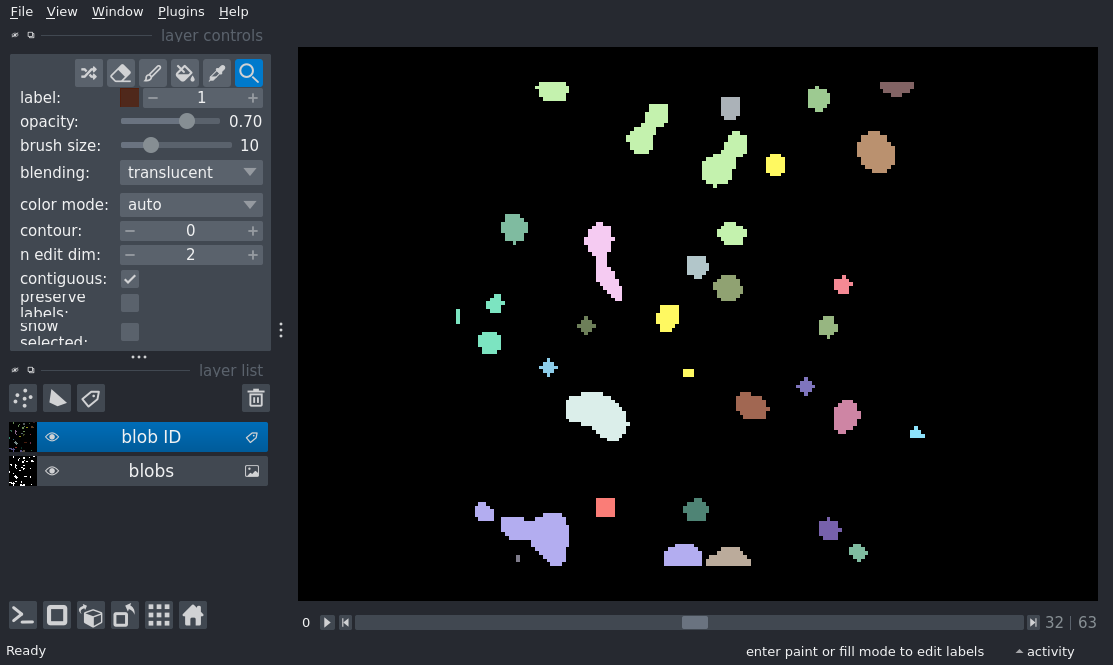 File View Window Plugins Help
layer controls
label: 1
opacity: 0.70
brush size: 10
blending: translucent
color mode: auto
contour: 0
n edit dim: 2
contiguous:
preserve
labels:
show
selected:
layer list
blob ID
blobs
0 32 | 63
Ready enter paint or fill mode to edit labels activity